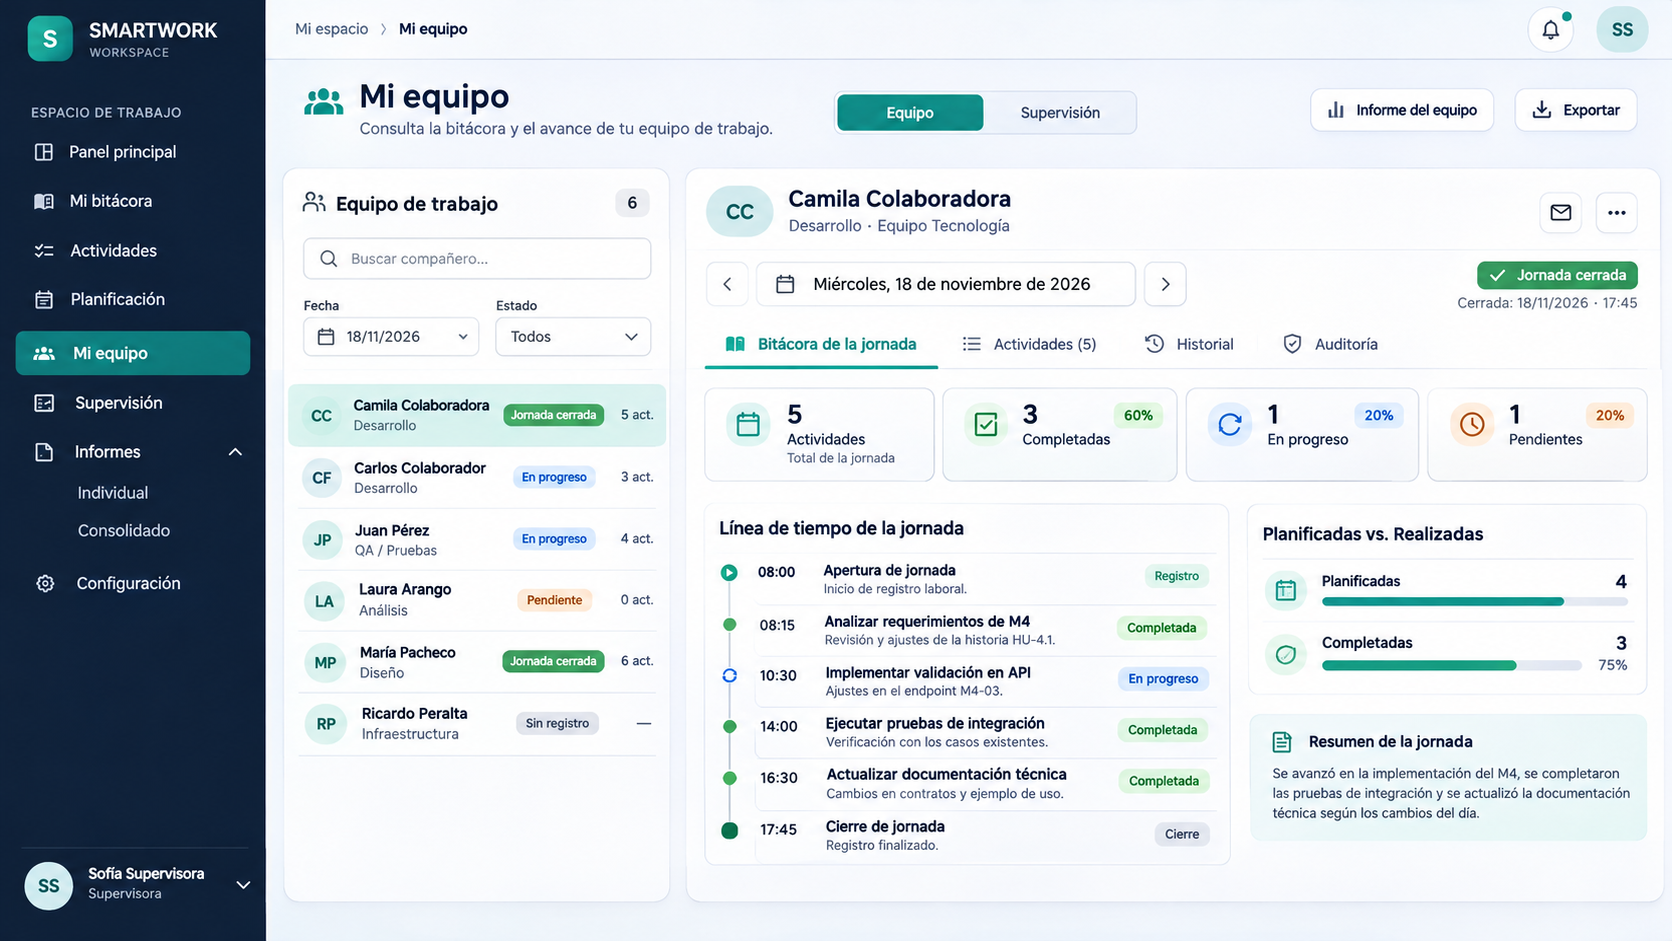 S
SMARTWORK
WORKSPACE
ESPACIO DE TRABAJO
Panel principal
Mi bitácora
Actividades
Planificación
Mi equipo
Supervisión
Informes
Individual
Consolidado
Configuración
SS
Sofía Supervisora
Supervisora
Mi espacio > Mi equipo
SS
Mi equipo
Consulta la bitácora y el avance de tu equipo de trabajo.
Equipo
Supervisión
Informe del equipo
Exportar
Equipo de trabajo
6
Buscar compañero...
Fecha
18/11/2026
Estado
Todos
CC
Camila Colaboradora
Desarrollo
Jornada cerrada
5 act.
CF
Carlos Colaborador
Desarrollo
En progreso
3 act.
JP
Juan Pérez
QA / Pruebas
En progreso
4 act.
LA
Laura Arango
Análisis
Pendiente
0 act.
MP
María Pacheco
Diseño
Jornada cerrada
6 act.
RP
Ricardo Peralta
Infraestructura
Sin registro
—
CC
Camila Colaboradora
Desarrollo · Equipo Tecnología
Miércoles, 18 de noviembre de 2026
Jornada cerrada
Cerrada: 18/11/2026 · 17:45
Bitácora de la jornada
Actividades (5)
Historial
Auditoría
5
Actividades
Total de la jornada
3
Completadas
60%
1
En progreso
20%
1
Pendientes
20%
Línea de tiempo de la jornada
08:00
Apertura de jornada
Inicio de registro laboral.
Registro
08:15
Analizar requerimientos de M4
Revisión y ajustes de la historia HU-4.1.
Completada
10:30
Implementar validación en API
Ajustes en el endpoint M4-03.
En progreso
14:00
Ejecutar pruebas de integración
Verificación con los casos existentes.
Completada
16:30
Actualizar documentación técnica
Cambios en contratos y ejemplo de uso.
Completada
17:45
Cierre de jornada
Registro finalizado.
Cierre
Planificadas vs. Realizadas
Planificadas
4
Completadas
3
75%
Resumen de la jornada
Se avanzó en la implementación del M4, se completaron
las pruebas de integración y se actualizó la documentación
técnica según los cambios del día.